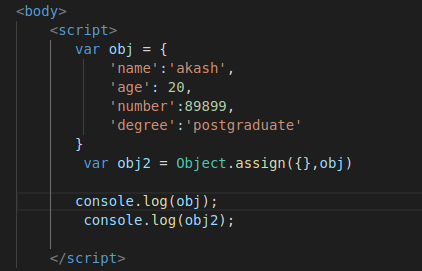 <body>
<script>
var obj = {
'name':'akash',
'age': 20,
'number':89899,
'degree':'postgraduate'
}
var obj2 = Object.assign({},obj)
console.log(obj);
console.log(obj2);
</script>